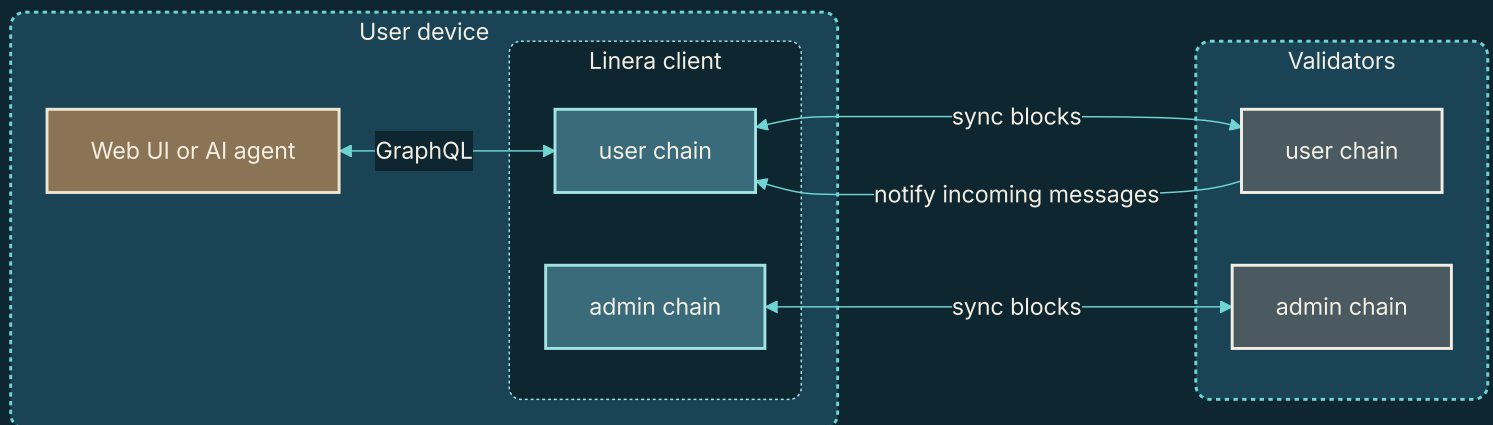 User device
Linera client
Validators
Web UI or AI agent
GraphQL
user chain
sync blocks
user chain
notify incoming messages
admin chain
sync blocks
admin chain